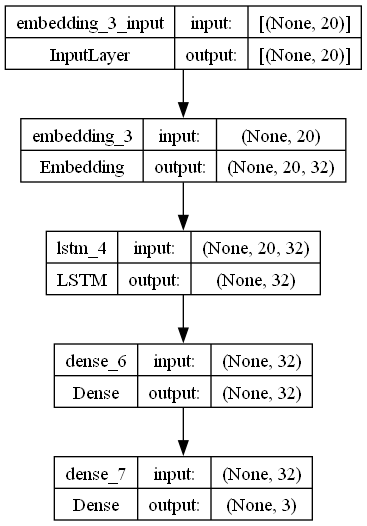 embedding_3_input input: [(None, 20)]
InputLayer output: [(None, 20)]
embedding_3 input: (None, 20)
Embedding output: (None, 20, 32)
lstm_4 input: (None, 20, 32)
LSTM output: (None, 32)
dense_6 input: (None, 32)
Dense output: (None, 32)
dense_7 input: (None, 32)
Dense output: (None, 3)